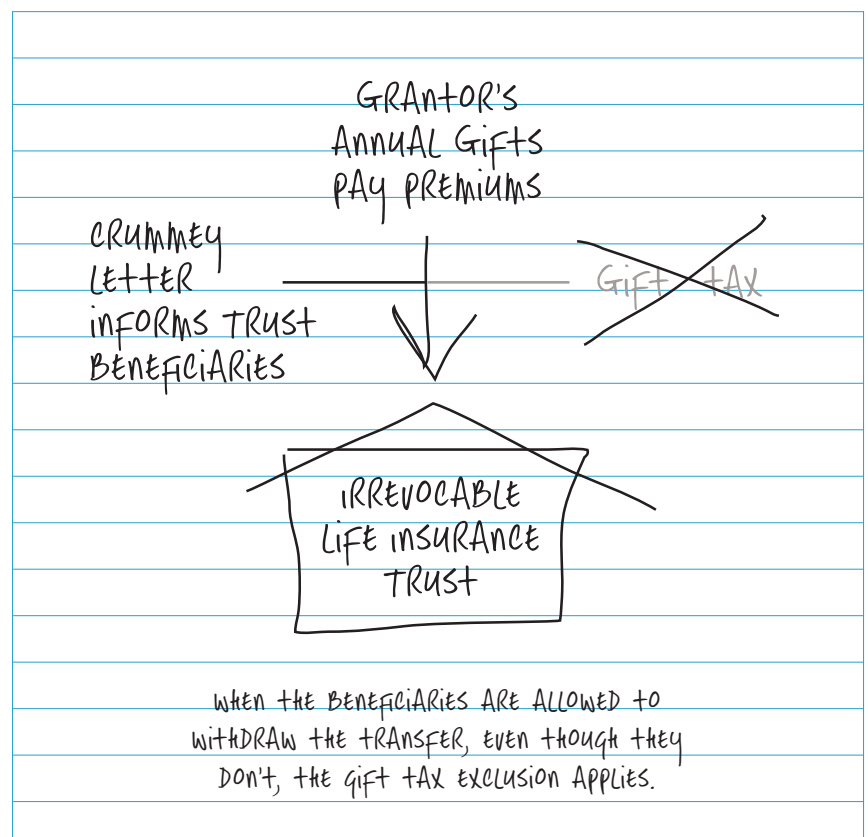 GRANTOR'S
ANNUAL GIFTS
PAY PREMIUMS
CRUMMEY
LETTER
INFORMS TRUST
BENEFICIARIES
GIFT TAX
IRREVOCABLE
LIFE INSURANCE
TRUST
WHEN THE BENEFICIARIES ARE ALLOWED TO
WITHDRAW THE TRANSFER, EVEN THOUGH THEY
DON'T, THE GIFT TAX EXCLUSION APPLIES.